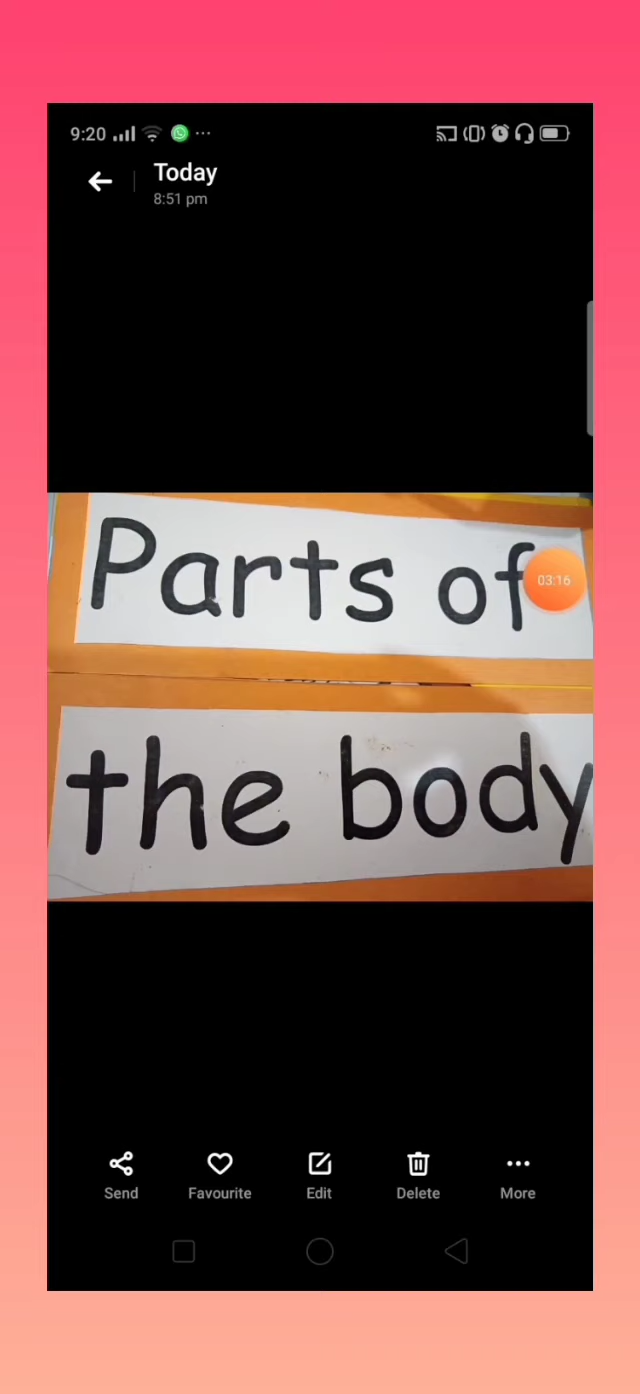 9:20
Today
8:51 pm
Parts of
03:16
the body
Send Favourite Edit Delete More